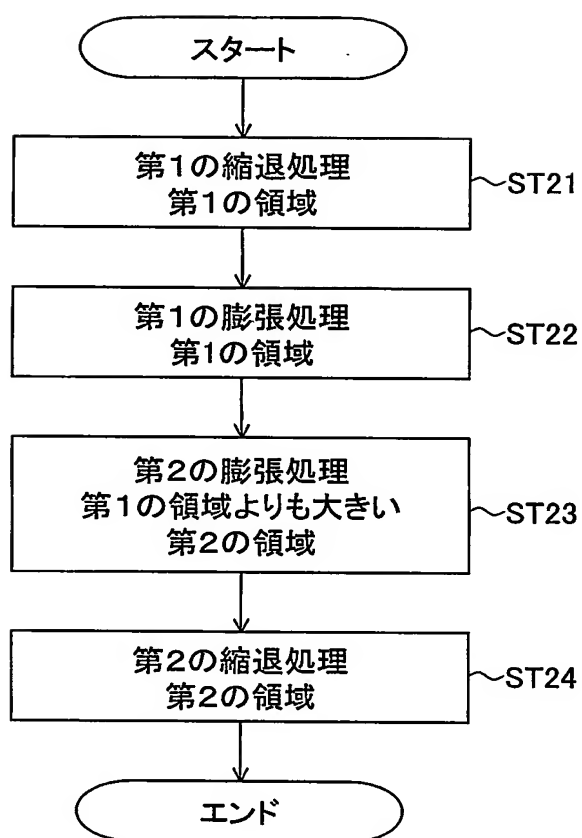 スタート
第1の縮退処理
第1の領域
~ST21
第1の膨張処理
第1の領域
~ST22
第2の膨張処理
第1の領域よりも大きい
第2の領域
~ST23
第2の縮退処理
第2の領域
~ST24
エンド